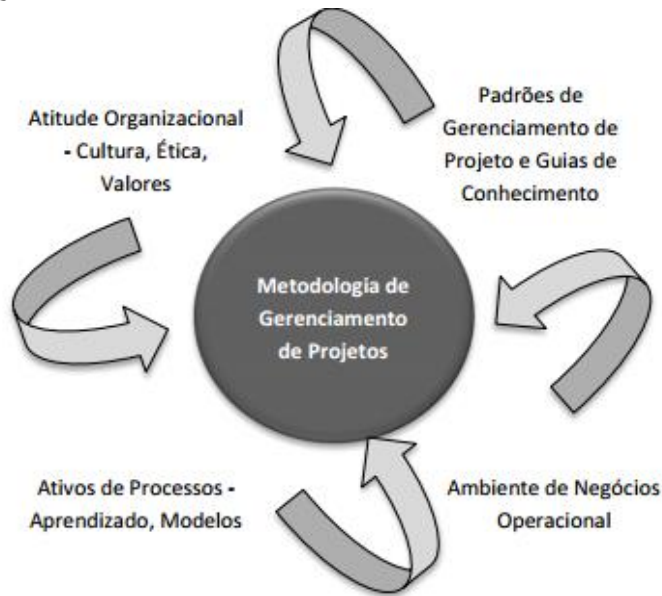 Atitude Organizacional
- Cultura, Ética,
Valores
Padrões de
Gerenciamento de
Projeto e Guias de
Conhecimento
Metodologia de
Gerenciamento
de Projetos
Ativos de Processos -
Aprendizado, Modelos
Ambiente de Negócios
Operacional